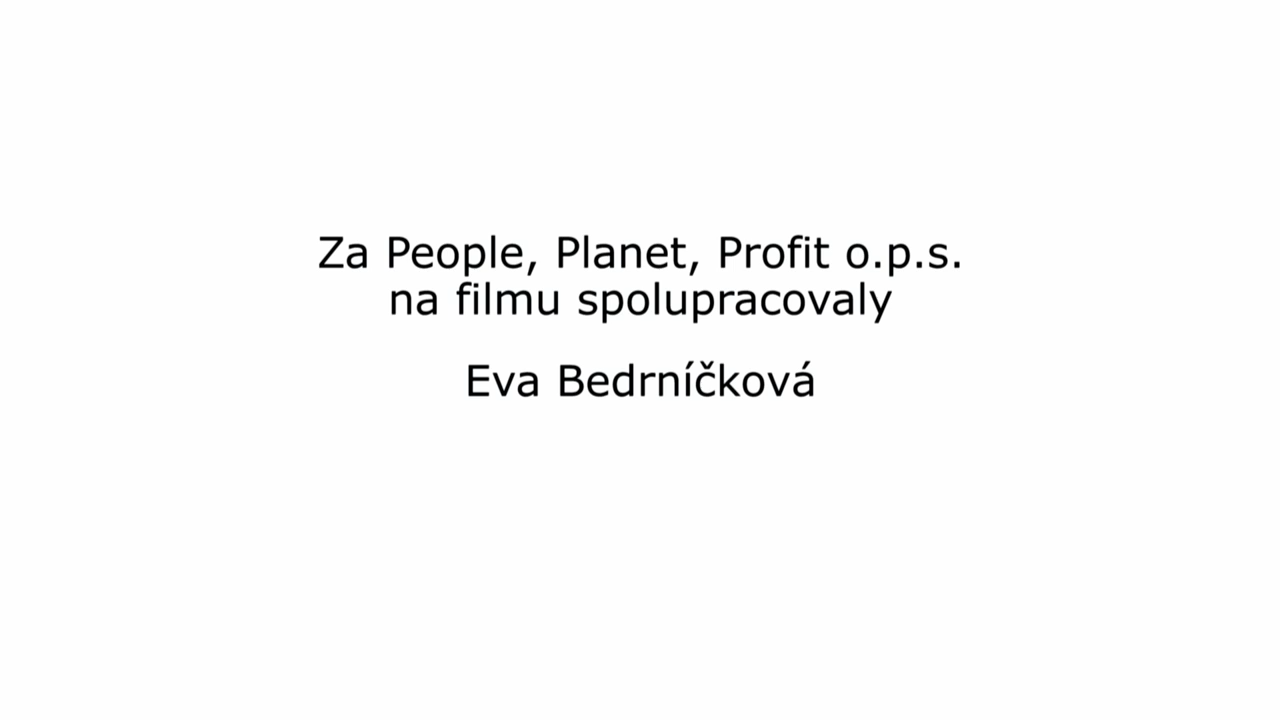 Za People, Planet, Profit o.p.s.
na filmu spolupracovaly
Eva Bedrníčková